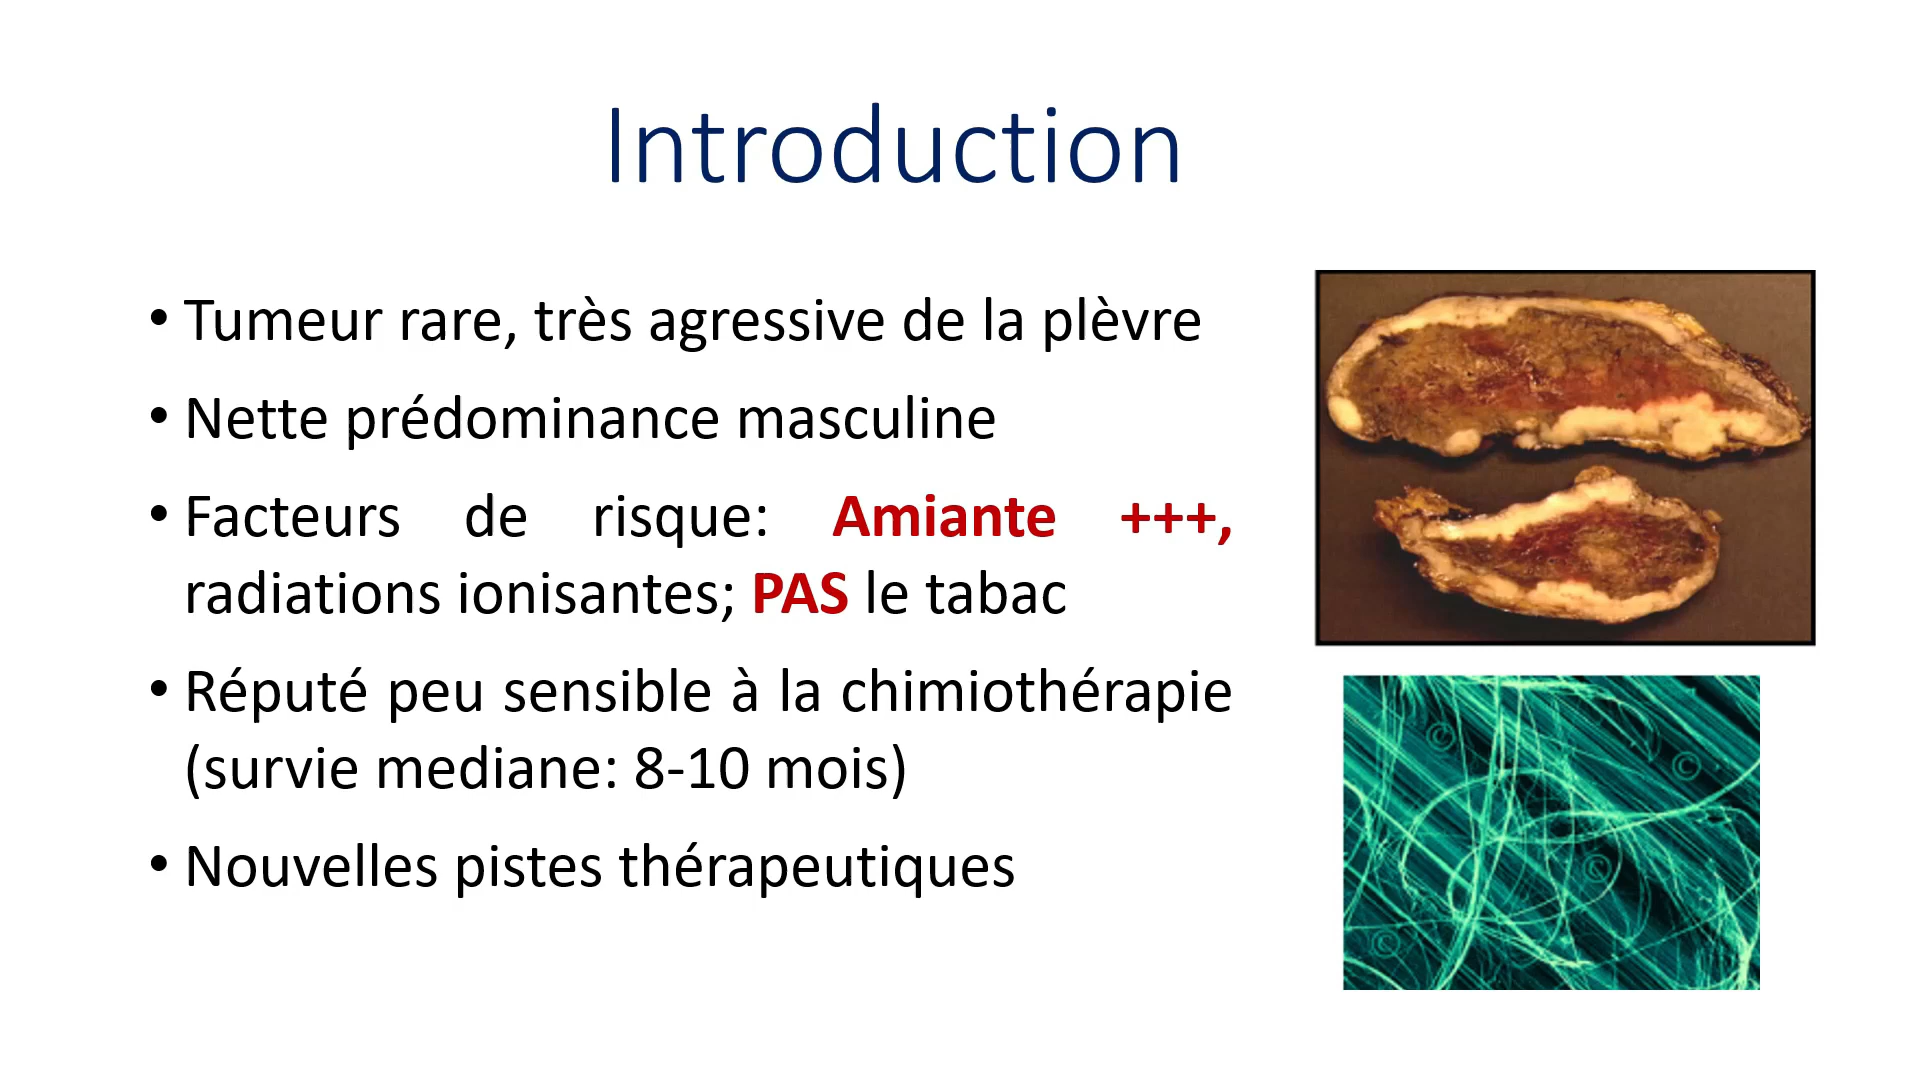 Introduction
• Tumeur rare, très agressive de la plèvre
• Nette prédominance masculine
• Facteurs de risque: Amiante +++,
radiations ionisantes; PAS le tabac
• Réputé peu sensible à la chimiothérapie
(survie mediane: 8-10 mois)
• Nouvelles pistes thérapeutiques
©
©
©
©